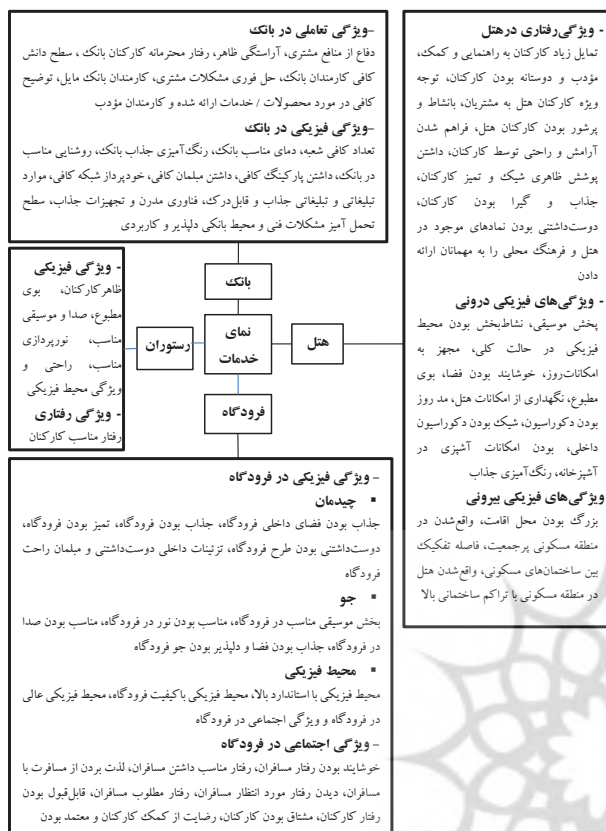 -ویژگی تعاملی در بانک
دفاع از منافع مشتری، آراستگی ظاهر، رفتار محترمانه کارکنان بانک ، سطح دانش
کافی کارمندان بانک، حل فوری مشکلات مشتری، کارمندان بانک مایل، توضیح
کافی در مورد محصولات / خدمات ارائه شده و کارمندان مؤدب
-ویژگی فیزیکی در بانک
تعداد کافی شعبه، دمای مناسب بانک، رنگ‌آمیزی جذاب بانک، روشنایی مناسب
در بانک، داشتن پارکینگ کافی، داشتن مبلمان کافی، خودپرداز شبکه کافی، موارد
تبلیغاتی و تبلیغاتی جذاب و قابل‌درک، فناوری مدرن و تجهیزات جذاب، سطح
تحمل آمیز مشکلات فنی و محیط بانکی دلپذیر و کاربردی
- ویژگی‌رفتاری درهتل
تمایل زیاد کارکنان به راهنمایی و کمک،
مؤدب و دوستانه بودن کارکنان، توجه
ویژه کارکنان هتل به مشتریان، بانشاط و
پرشور بودن کارکنان هتل، فراهم شدن
آرامش و راحتی توسط کارکنان، داشتن
پوشش ظاهری شیک و تمیز کارکنان،
جذاب و گیرا بودن کارکنان،
دوست‌داشتنی بودن نمادهای موجود در
هتل و فرهنگ محلی را به مهمانان ارائه
دادن
- ویژگی‌های فیزیکی درونی
پخش موسیقی، نشاط‌بخش بودن محیط
فیزیکی در حالت کلی، مجهز به
امکانات‌روز، خوشایند بودن فضا، بوی
مطبوع، نگهداری از امکانات هتل، مد روز
بودن دکوراسیون، شیک بودن دکوراسیون
داخلی، بودن امکانات آشپزی در
آشپزخانه، رنگ‌آمیزی جذاب
ویژگی‌های فیزیکی بیرونی
بزرگ بودن محل اقامت، واقع‌شدن در
منطقه مسکونی پرجمعیت، فاصله تفکیک
بین ساختمان‌های مسکونی، واقع‌شدن هتل
در منطقه مسکونی با تراکم ساختمانی بالا
بانک
نمای
خدمات
هتل
رستوران
فرودگاه
- ویژگی فیزیکی
ظاهرکارکنان، بوی
مطبوع، صدا و موسیقی
مناسب، نورپردازی
مناسب، راحتی و
ویژگی محیط فیزیکی
- ویژگی رفتاری
رفتار مناسب کارکنان
- ویژگی فیزیکی در فرودگاه
▪ چیدمان
جذاب بودن فضای داخلی فرودگاه، جذاب بودن فرودگاه، تمیز بودن فرودگاه،
دوست‌داشتنی بودن طرح فرودگاه، تزئینات داخلی دوست‌داشتنی و مبلمان راحت
فرودگاه
▪ جو
بخش موسیقی مناسب در فرودگاه، مناسب بودن نور در فرودگاه، مناسب بودن صدا
در فرودگاه، جذاب بودن فضا و دلپذیر بودن جو فرودگاه
▪ محیط فیزیکی
محیط فیزیکی با استاندارد بالا، محیط فیزیکی باکیفیت فرودگاه، محیط فیزیکی عالی
در فرودگاه و ویژگی اجتماعی در فرودگاه
- ویژگی اجتماعی در فرودگاه
خوشایند بودن رفتار مسافران، رفتار مناسب داشتن مسافران، لذت بردن از مسافرت با
مسافران، دیدن رفتار مورد انتظار مسافران، رفتار مطلوب مسافران، قابل‌قبول بودن
رفتار کارکنان، مشتاق بودن کارکنان، رضایت از کمک کارکنان و معتمد بودن